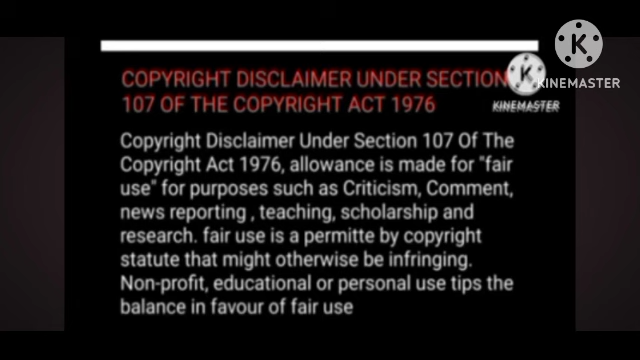 COPYRIGHT DISCLAIMER UNDER SECTION
107 OF THE COPYRIGHT ACT 1976
Copyright Disclaimer Under Section 107 Of The
Copyright Act 1976, allowance is made for "fair
use" for purposes such as Criticism, Comment,
news reporting , teaching, scholarship and
research. fair use is a permitte by copyright
statute that might otherwise be infringing.
Non-profit, educational or personal use tips the
balance in favour of fair use
KINEMASTER
KINEMASTER